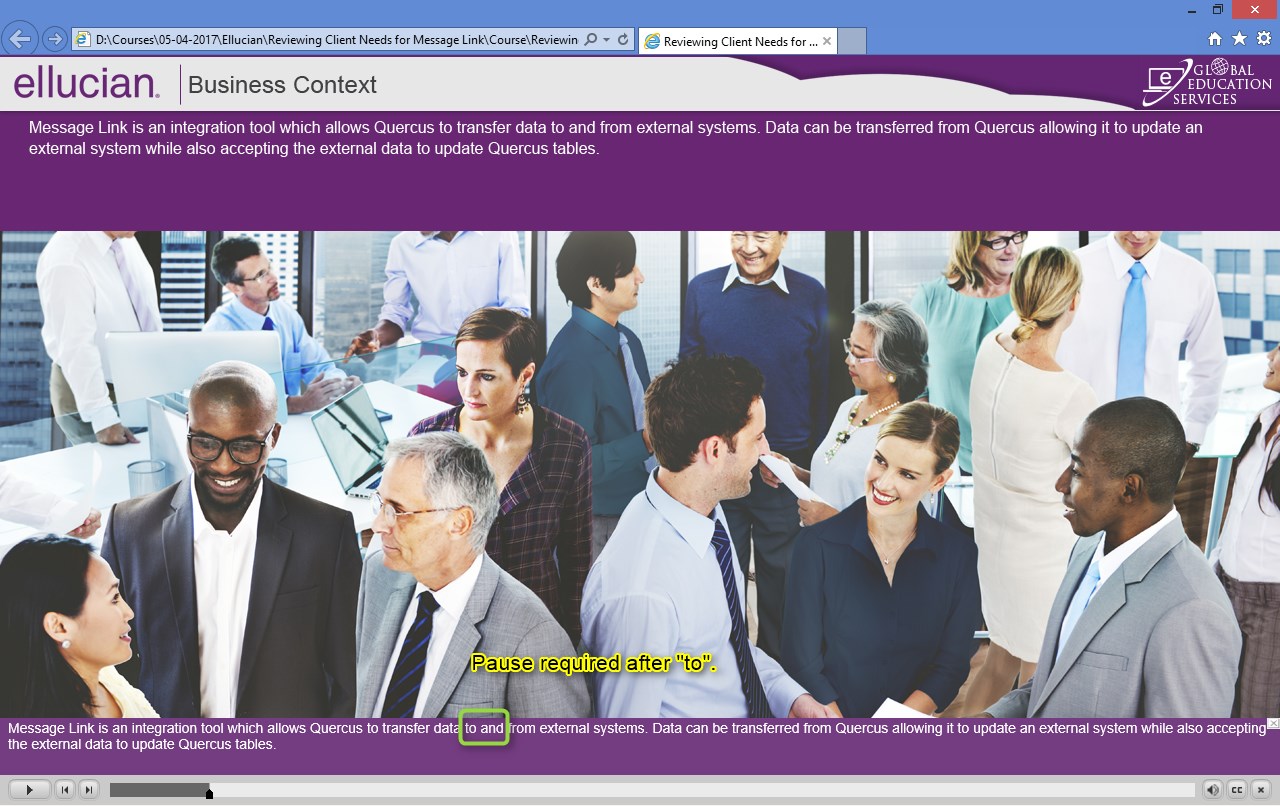 D:\Courses\05-04-2017\Ellucian\Reviewing Client Needs for Message Link\Course\Reviewin
Reviewing Client Needs for ...
ellucian.
Business Context
e
GLOBAL
EDUCATION
SERVICES
Message Link is an integration tool which allows Quercus to transfer data to and from external systems. Data can be transferred from Quercus allowing it to update an
external system while also accepting the external data to update Quercus tables.
Pause required after "to".
Message Link is an integration tool which allows Quercus to transfer data to and from external systems. Data can be transferred from Quercus allowing it to update an external system while also accepting
the external data to update Quercus tables.
CC